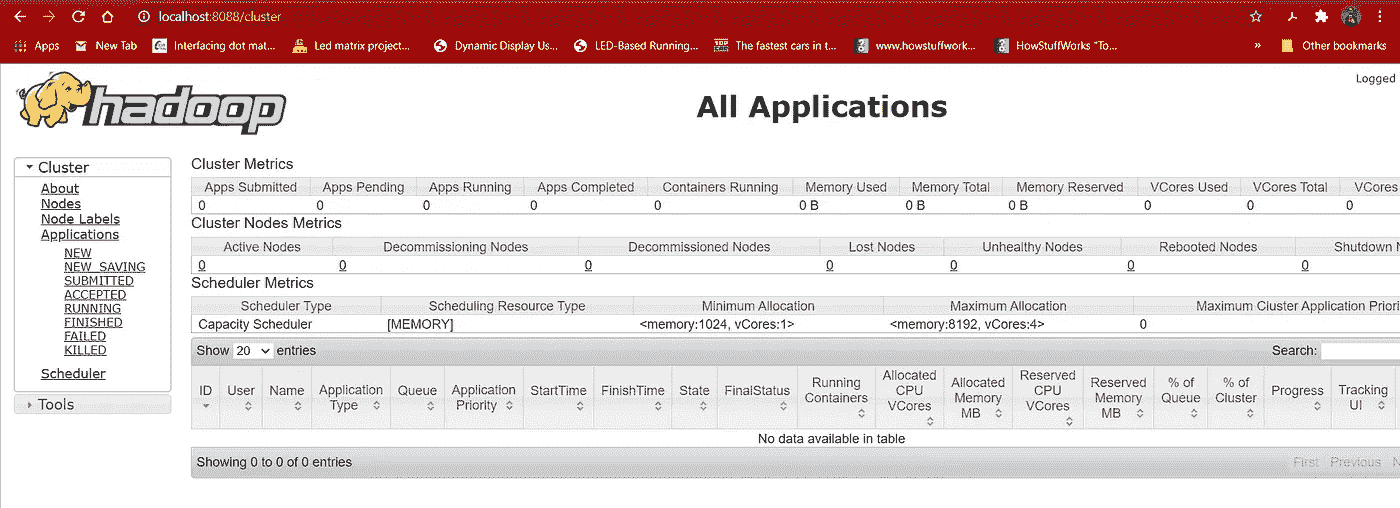 localhost:8088/cluster
Apps New Tab Interfacing dot mat... Led matrix project... Dynamic Display Us... LED-Based Running... The fastest cars in t... www.howstuffwork... HowStuffWorks "To... » Other bookmarks
hadoop
Logged
All Applications
Cluster
About
Nodes
Node Labels
Applications
NEW
NEW_SAVING
SUBMITTED
ACCEPTED
RUNNING
FINISHED
FAILED
KILLED
Scheduler
Tools
Cluster Metrics
Apps Submitted Apps Pending Apps Running Apps Completed Containers Running Memory Used Memory Total Memory Reserved VCores Used VCores Total VCores
0 0 0 0 0 0 B 0 B 0 B 0 0 0
Cluster Nodes Metrics
Active Nodes Decommissioning Nodes Decommissioned Nodes Lost Nodes Unhealthy Nodes Rebooted Nodes Shutdown N
0 0 0 0 0 0 0
Scheduler Metrics
Scheduler Type Scheduling Resource Type Minimum Allocation Maximum Allocation Maximum Cluster Application Priori
Capacity Scheduler [MEMORY] <memory:1024, vCores:1> <memory:8192, vCores:4> 0
Show 20 entries Search:
ID User Name Application Type Queue Application Priority StartTime FinishTime State FinalStatus Running Containers Allocated CPU VCores Allocated Memory MB Reserved CPU VCores Reserved Memory MB % of Queue % of Cluster Progress Tracking UI
No data available in table
Showing 0 to 0 of 0 entries First Previous N